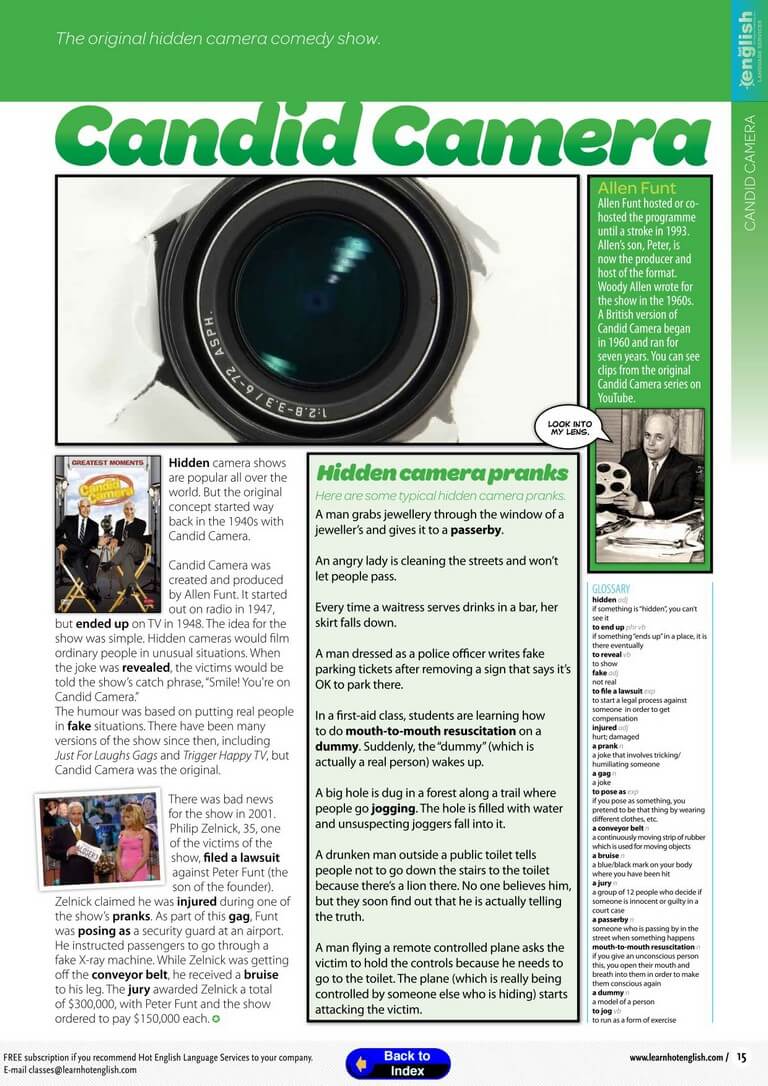 The original hidden camera comedy show.
english
LANGUAGE SERVICES
CANDID CAMERA
Candid Camera
1:2.8-3.3 / 6-72 ASPH.
Allen Funt
Allen Funt hosted or co-
hosted the programme
until a stroke in 1993.
Allen's son, Peter, is
now the producer and
host of the format.
Woody Allen wrote for
the show in the 1960s.
A British version of
Candid Camera began
in 1960 and ran for
seven years. You can see
clips from the original
Candid Camera series on
YouTube.
LOOK INTO
MY LENS.
GREATEST MOMENTS
Candid
Camera
Hidden camera shows
are popular all over the
world. But the original
concept started way
back in the 1940s with
Candid Camera.
Candid Camera was
created and produced
by Allen Funt. It started
out on radio in 1947,
but ended up on TV in 1948. The idea for the
show was simple. Hidden cameras would film
ordinary people in unusual situations. When
the joke was revealed, the victims would be
told the show's catch phrase, "Smile! You're on
Candid Camera."
The humour was based on putting real people
in fake situations. There have been many
versions of the show since then, including
Just For Laughs Gags and Trigger Happy TV, but
Candid Camera was the original.
There was bad news
for the show in 2001.
Philip Zelnick, 35, one
of the victims of the
show, filed a lawsuit
against Peter Funt (the
son of the founder).
Zelnick claimed he was injured during one of
the show's pranks. As part of this gag, Funt
was posing as a security guard at an airport.
He instructed passengers to go through a
fake X-ray machine. While Zelnick was getting
off the conveyor belt, he received a bruise
to his leg. The jury awarded Zelnick a total
of $300,000, with Peter Funt and the show
ordered to pay $150,000 each.
LOSER!
Hidden camera pranks
Here are some typical hidden camera pranks.
A man grabs jewellery through the window of a
jeweller's and gives it to a passerby.
An angry lady is cleaning the streets and won't
let people pass.
Every time a waitress serves drinks in a bar, her
skirt falls down.
A man dressed as a police officer writes fake
parking tickets after removing a sign that says it's
OK to park there.
In a first-aid class, students are learning how
to do mouth-to-mouth resuscitation on a
dummy. Suddenly, the "dummy" (which is
actually a real person) wakes up.
A big hole is dug in a forest along a trail where
people go jogging. The hole is filled with water
and unsuspecting joggers fall into it.
A drunken man outside a public toilet tells
people not to go down the stairs to the toilet
because there's a lion there. No one believes him,
but they soon find out that he is actually telling
the truth.
A man flying a remote controlled plane asks the
victim to hold the controls because he needs to
go to the toilet. The plane (which is really being
controlled by someone else who is hiding) starts
attacking the victim.
GLOSSARY
hidden adj
if something is "hidden", you can't
see it
to end up phr vb
if something "ends up" in a place, it is
there eventually
to reveal vb
to show
fake adj
not real
to file a lawsuit exp
to start a legal process against
someone in order to get
compensation
injured adj
hurt; damaged
a prank n
a joke that involves tricking/
humiliating someone
a gag n
a joke
to pose as exp
if you pose as something, you
pretend to be that thing by wearing
different clothes, etc.
a conveyor belt n
a continuously moving strip of rubber
which is used for moving objects
a bruise n
a blue/black mark on your body
where you have been hit
a jury n
a group of 12 people who decide if
someone is innocent or guilty in a
court case
a passerby n
someone who is passing by in the
street when something happens
mouth-to-mouth resuscitation n
if you give an unconscious person
this, you open their mouth and
breath into them in order to make
them conscious again
a dummy n
a model of a person
to jog vb
to run as a form of exercise
FREE subscription if you recommend Hot English Language Services to your company.
E-mail classes@learnhotenglish.com
Back to
Index
www.learnhotenglish.com / 15